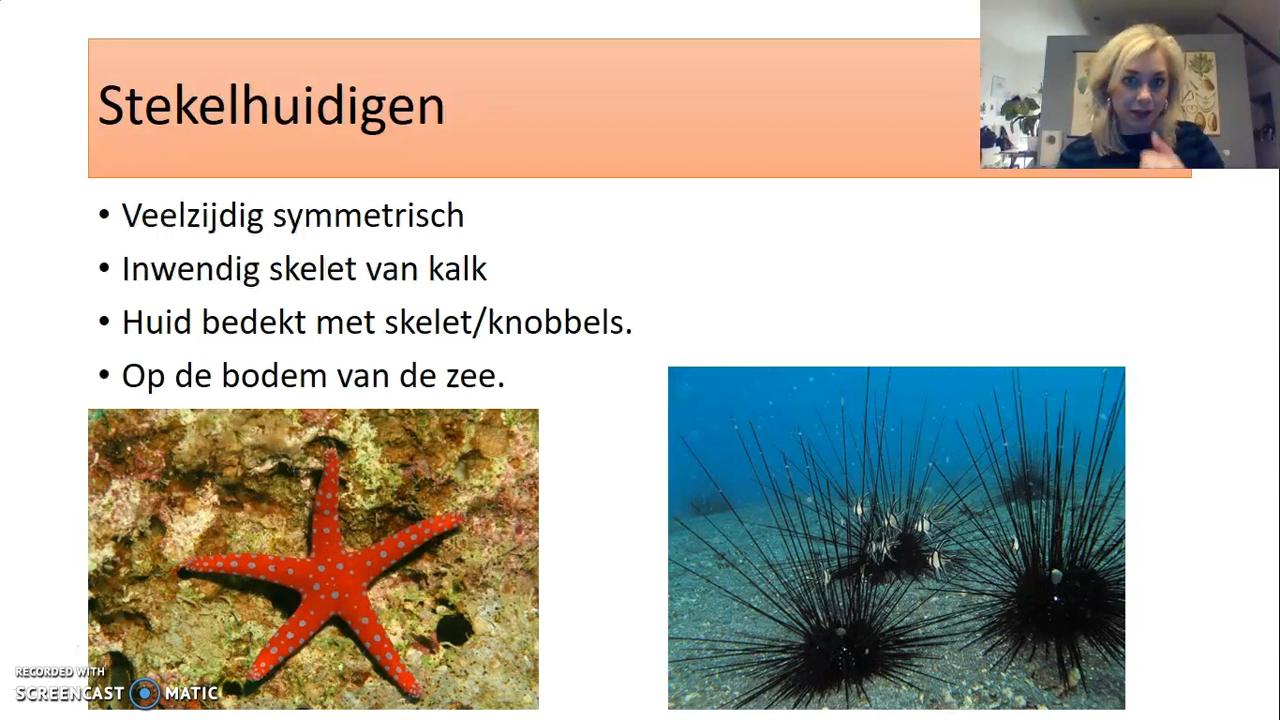 Stekelhuidigen
• Veelzijdig symmetrisch
• Inwendig skelet van kalk
• Huid bedekt met skelet/knobbels.
• Op de bodem van de zee.
RECORDED WITH
SCREENCAST MATIC